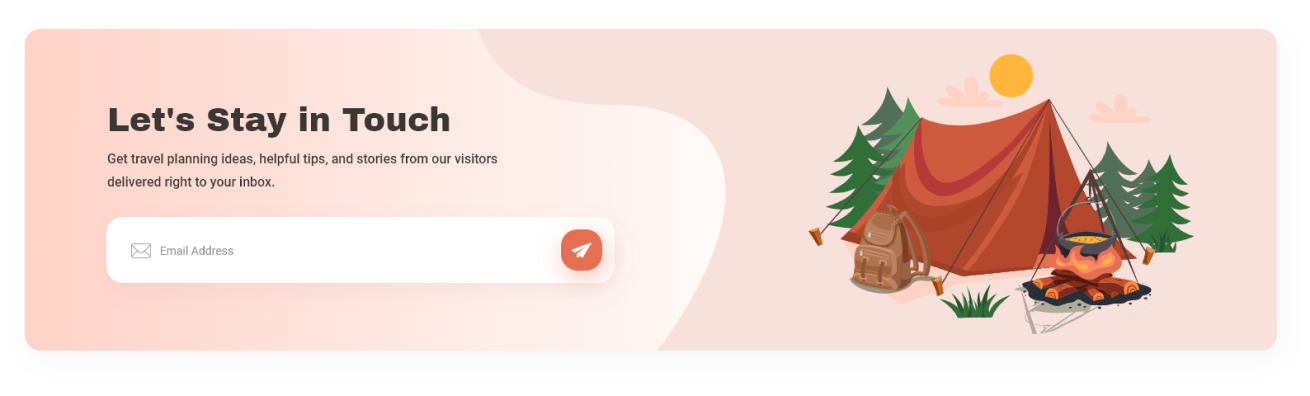 Let's Stay in Touch
Get travel planning ideas, helpful tips, and stories from our visitors
delivered right to your inbox.
Email Address